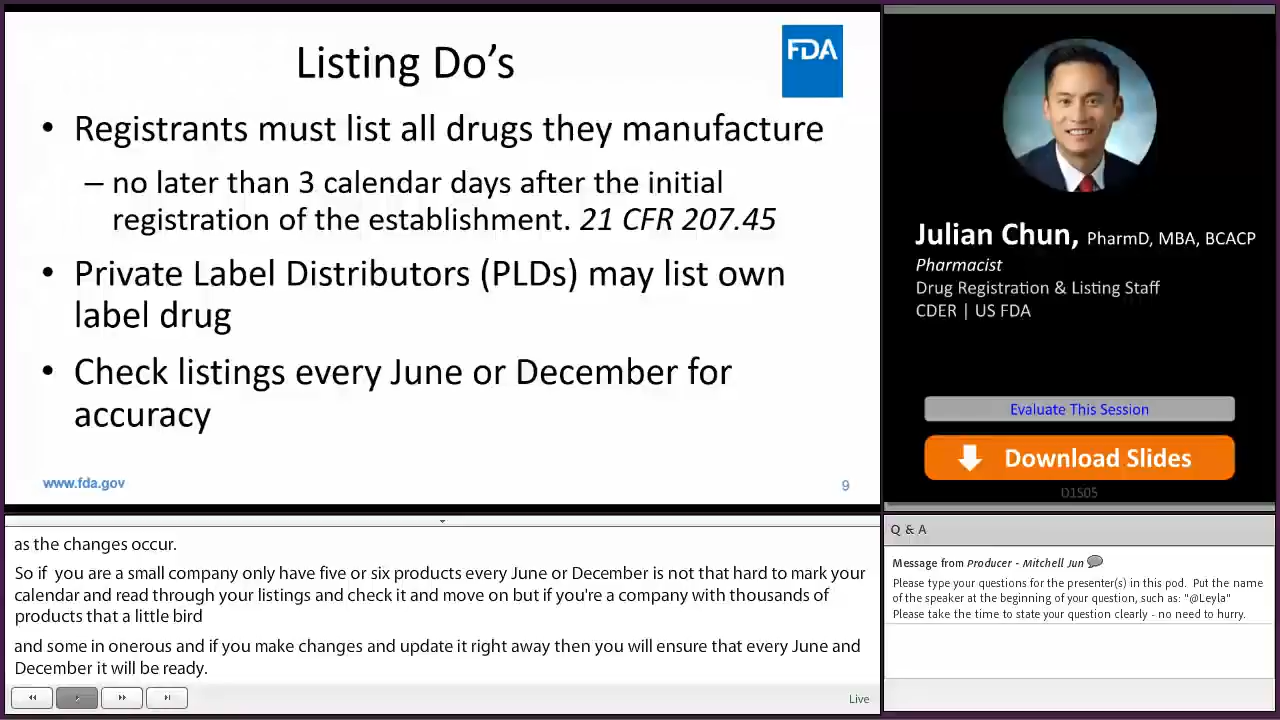 Listing Do's
FDA
• Registrants must list all drugs they manufacture
– no later than 3 calendar days after the initial
registration of the establishment. 21 CFR 207.45
• Private Label Distributors (PLDs) may list own
label drug
• Check listings every June or December for
accuracy
www.fda.gov
9
Julian Chun, PharmD, MBA, BCACP
Pharmacist
Drug Registration & Listing Staff
CDER | US FDA
Evaluate This Session
Download Slides
D1S05
as the changes occur.
So if you are a small company only have five or six products every June or December is not that hard to mark your
calendar and read through your listings and check it and move on but if you're a company with thousands of
products that a little bird
and some in onerous and if you make changes and update it right away then you will ensure that every June and
December it will be ready.
Live
Q & A
Message from Producer - Mitchell Jun
Please type your questions for the presenter(s) in this pod. Put the name
of the speaker at the beginning of your question, such as: "@Leyla"
Please take the time to state your question clearly - no need to hurry.